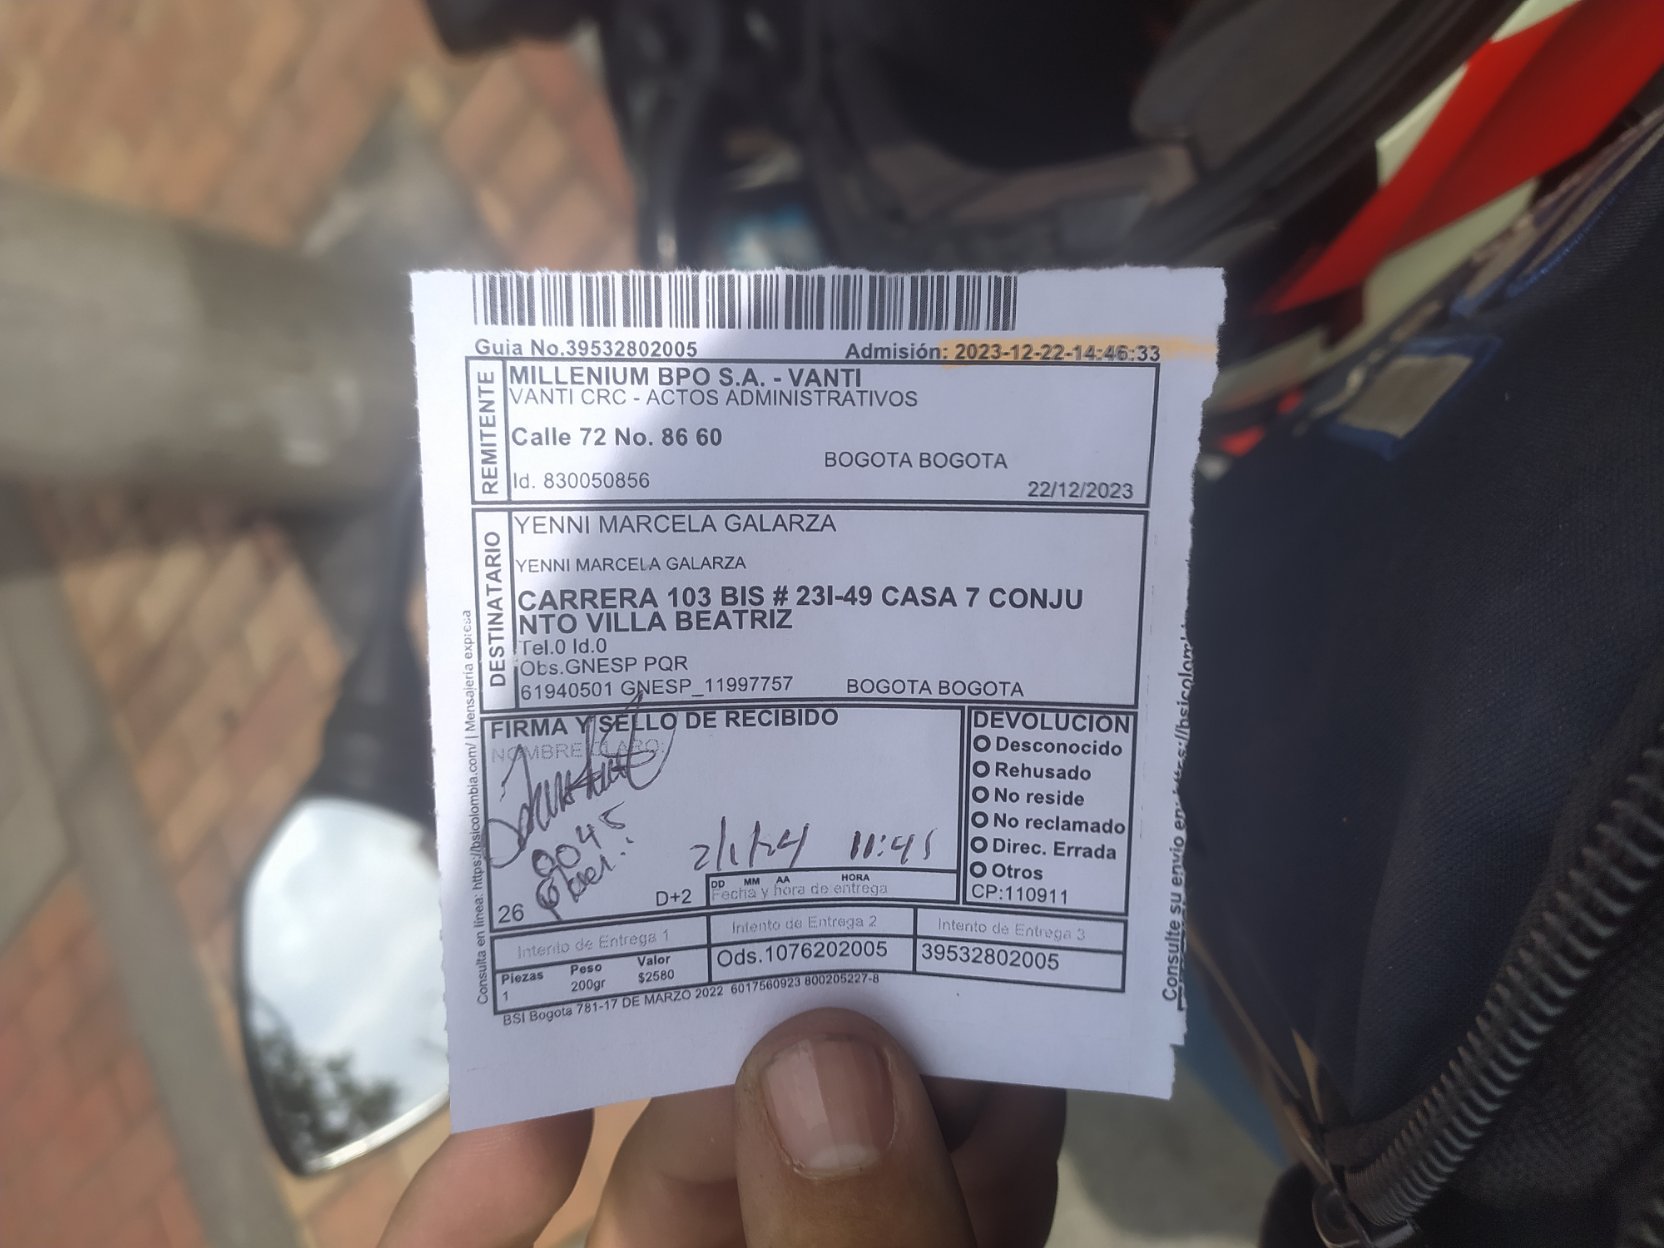 Guia No.39532802005 Admisión: 2023-12-22-14:46:33
REMITENTE
MILLENIUM BPO S.A. - VANTI
VANTI CRC - ACTOS ADMINISTRATIVOS
Calle 72 No. 86 60
BOGOTA BOGOTA
Id. 830050856
22/12/2023
DESTINATARIO
YENNI MARCELA GALARZA
YENNI MARCELA GALARZA
CARRERA 103 BIS # 23I-49 CASA 7 CONJU
NTO VILLA BEATRIZ
Tel.0 Id.0
Obs.GNESP PQR
61940501 GNESP_11997757 BOGOTA BOGOTA
FIRMA Y SELLO DE RECIBIDO
NOMBRE CLARO:
0045
2/1/24 11:45
26
D+2
DD MM AA HORA
Fecha y hora de entrega
DEVOLUCION
Desconocido
Rehusado
No reside
No reclamado
Direc. Errada
Otros
CP:110911
Intento de Entrega 1
Intento de Entrega 2
Intento de Entrega 3
Piezas Peso Valor
1 200gr $2580
Ods.1076202005
39532802005
BSI Bogota 781-17 DE MARZO 2022 6017560923 800205227-8
Consulta en línea: https://bsicolombia.com/ | Mensajería expresa
Consulte su envío en: https://bsicolombi